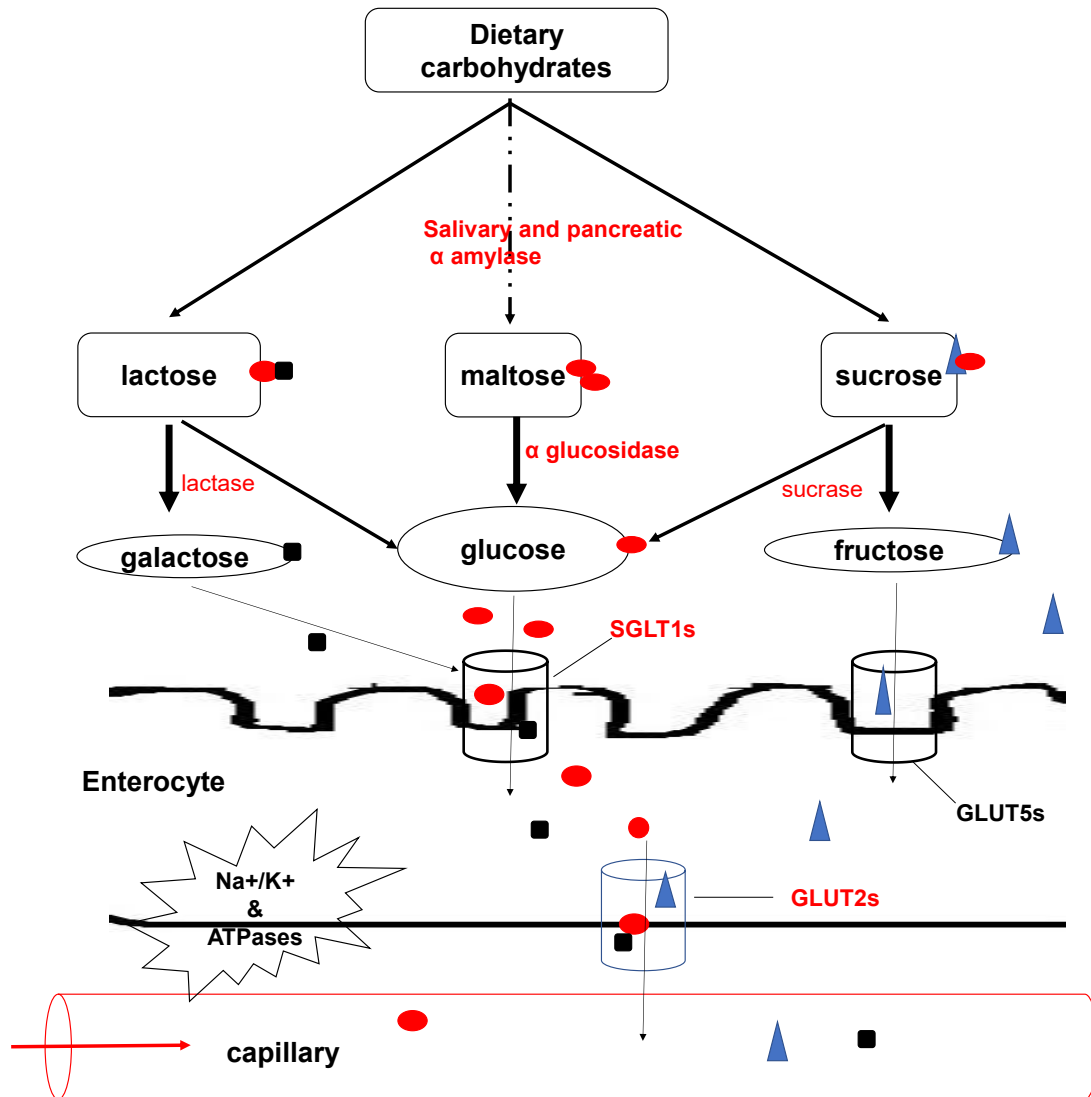 Dietary
carbohydrates
Salivary and pancreatic
α amylase
lactose
maltose
sucrose
α glucosidase
lactase
sucrase
galactose
glucose
fructose
SGLT1s
Enterocyte
GLUT5s
Na+/K+
&
ATPases
GLUT2s
capillary